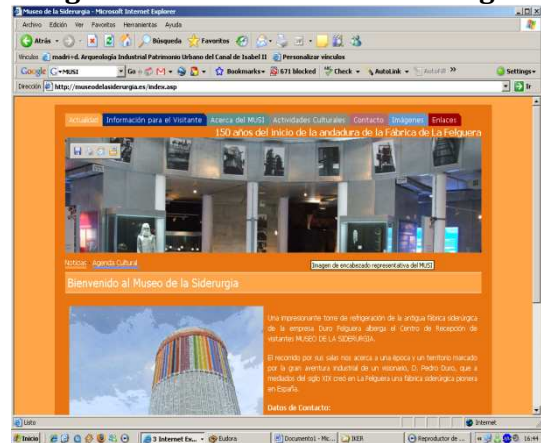 Museo de la Siderurgia - Microsoft Internet Explorer
Archivo Edición Ver Favoritos Herramientas Ayuda
Atrás Búsqueda Favoritos
Vínculos madri+d. Arqueología Industrial Patrimonio Urbano del Canal de Isabel II Personalizar vínculos
Google G+MUSI Go Bookmarks 671 blocked Check AutoLink AutoFill Settings
Dirección http://museodelasiderurgia.es/index.asp Ir
Actualidad Información para el Visitante Acerca del MUSI Actividades Culturales Contacto Imágenes Enlaces
150 años del inicio de la andadura de la Fábrica de La Felguera
Noticias Agenda Cultural
Imagen de encabezado representativa del MUSI
Bienvenido al Museo de la Siderurgia
Una impresionante torre de refrigeración de la antigua fábrica siderúrgica
de la empresa Duro Felguera alberga el Centro de Recepción de
visitantes MUSEO DE LA SIDERURGIA.
El recorrido por sus salas nos acerca a una época y un territorio marcado
por la gran aventura industrial de un visionario, D. Pedro Duro, que a
mediados del siglo XIX creó en La Felguera una fábrica siderúrgica pionera
en España.
Datos de Contacto:
Listo Internet
Inicio 3 Internet Ex... Eudora Documento1 - Mic... IKER Reproductor de ... 16:44